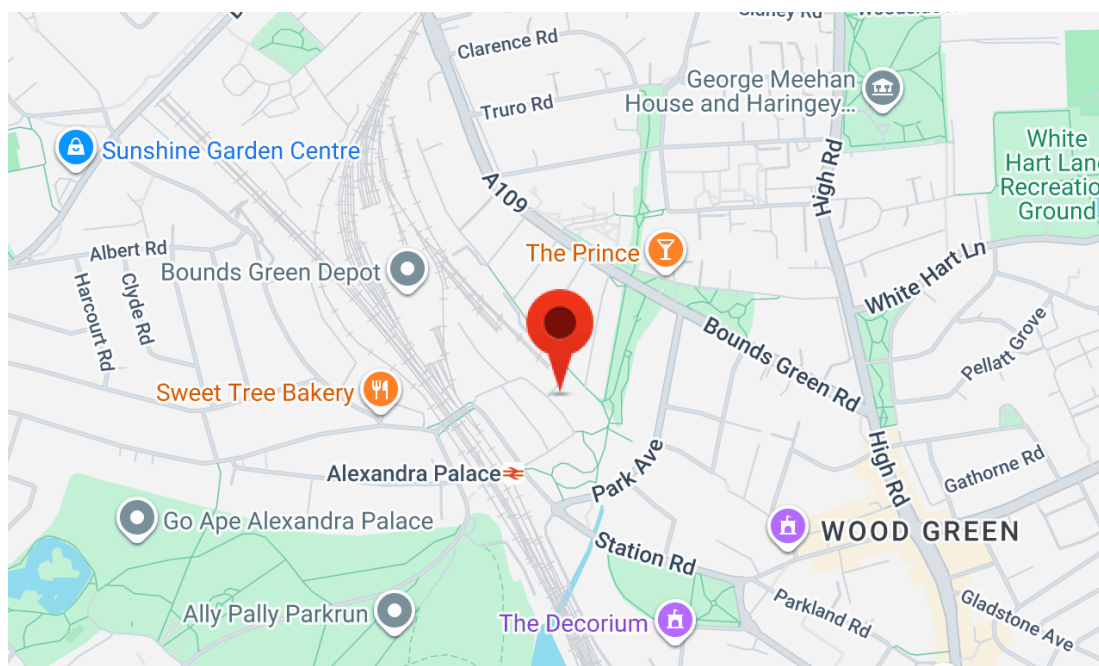 Clarence Rd
George Meehan
House and Haringey...
Truro Rd
Sunshine Garden Centre
White
Hart Lane
Recreation
Ground
A109
High Rd
Albert Rd
The Prince
Bounds Green Depot
White Hart Ln
Harcourt Rd
Clyde Rd
Pellatt Grove
Bounds Green Rd
Sweet Tree Bakery
Alexandra Palace
Park Ave
High Rd
Gathorne Rd
Go Ape Alexandra Palace
WOOD GREEN
Station Rd
Ally Pally Parkrun
The Decorium
Parkland Rd
Gladstone Ave